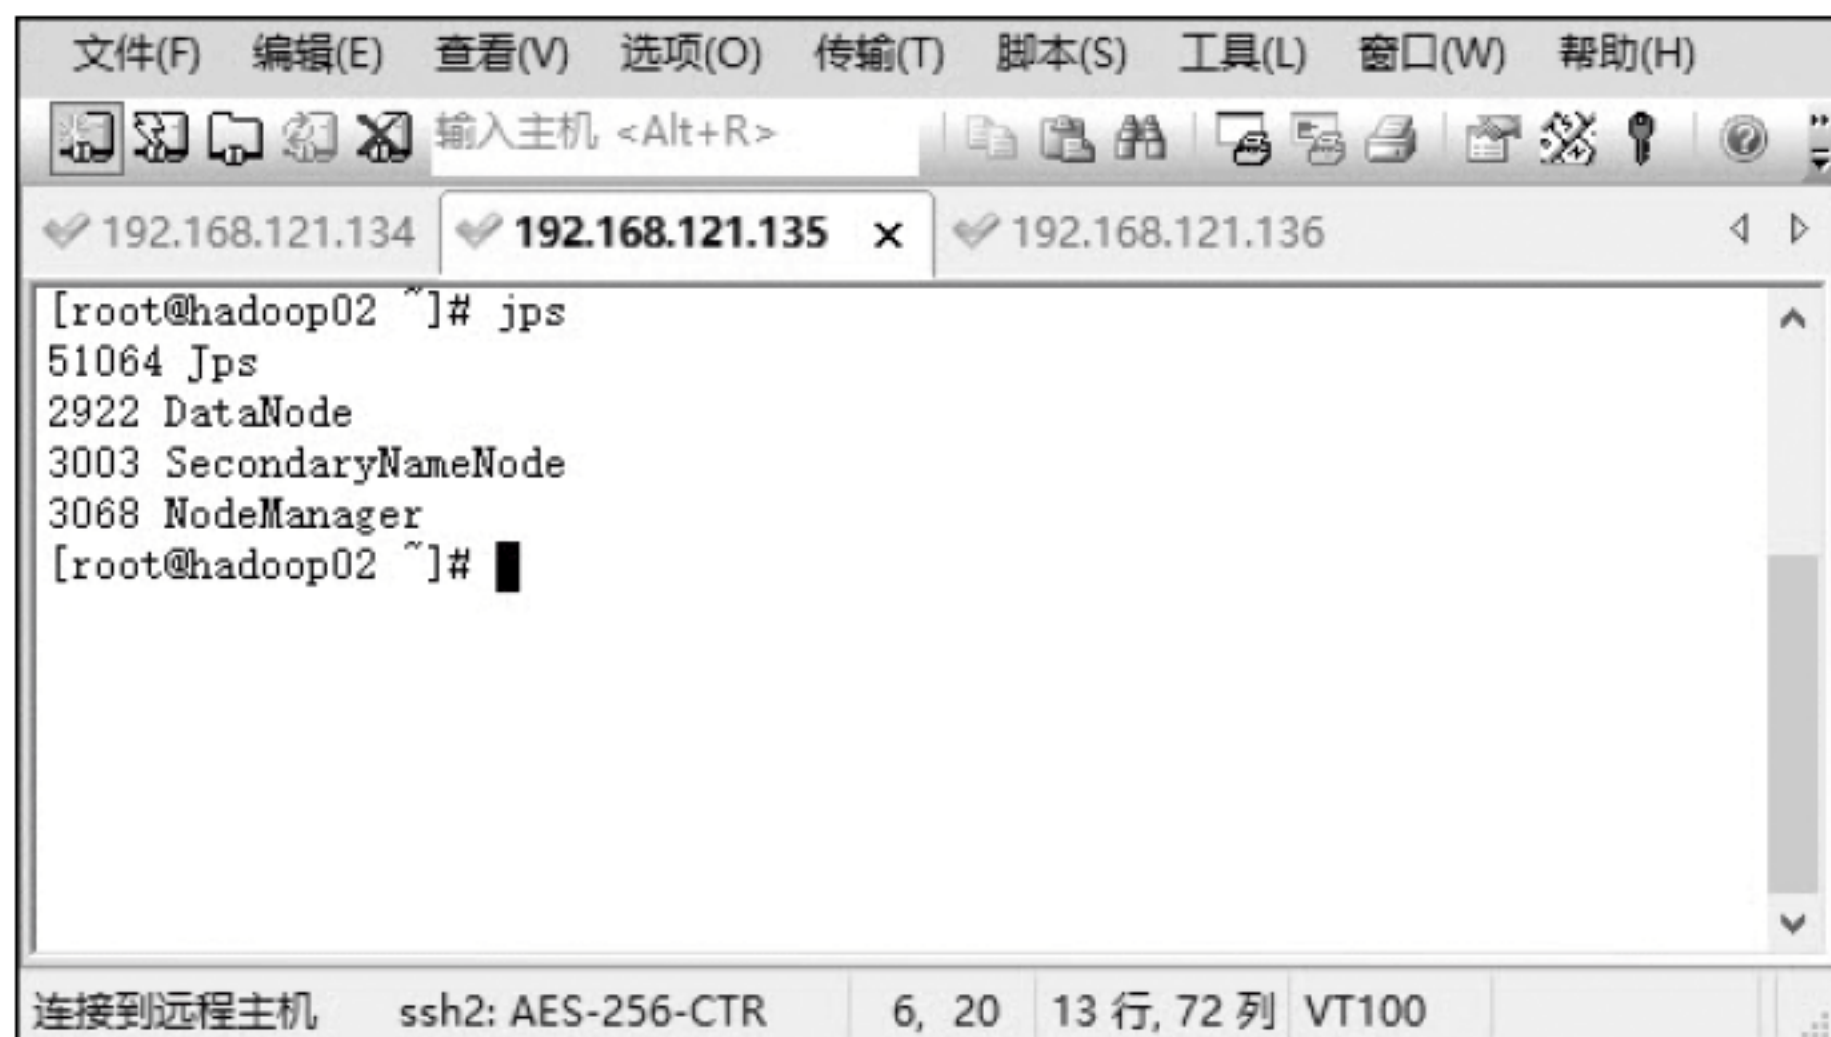 文件(F) 编辑(E) 查看(V) 选项(O) 传输(T) 脚本(S) 工具(L) 窗口(W) 帮助(H)
输入主机 <Alt+R>
192.168.121.134 192.168.121.135 192.168.121.136
[root@hadoop02 ~]# jps
51064 Jps
2922 DataNode
3003 SecondaryNameNode
3068 NodeManager
[root@hadoop02 ~]#
连接到远程主机 ssh2: AES-256-CTR 6, 20 13 行, 72 列 VT100